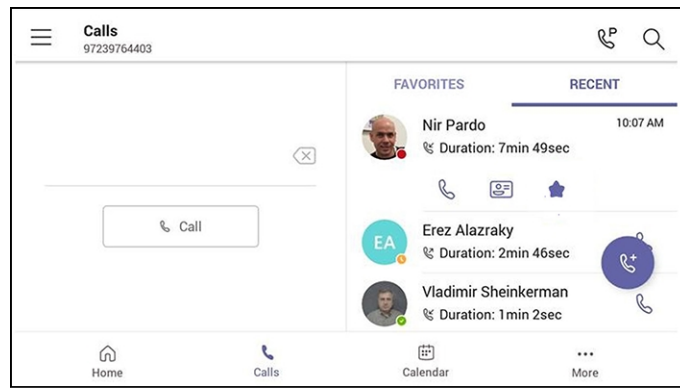 Calls
97239764403
P
FAVORITES
RECENT
Nir Pardo
10:07 AM
Duration: 7min 49sec
Call
EA
Erez Alazraky
Duration: 2min 46sec
Vladimir Sheinkerman
Duration: 1min 2sec
Home
Calls
Calendar
More